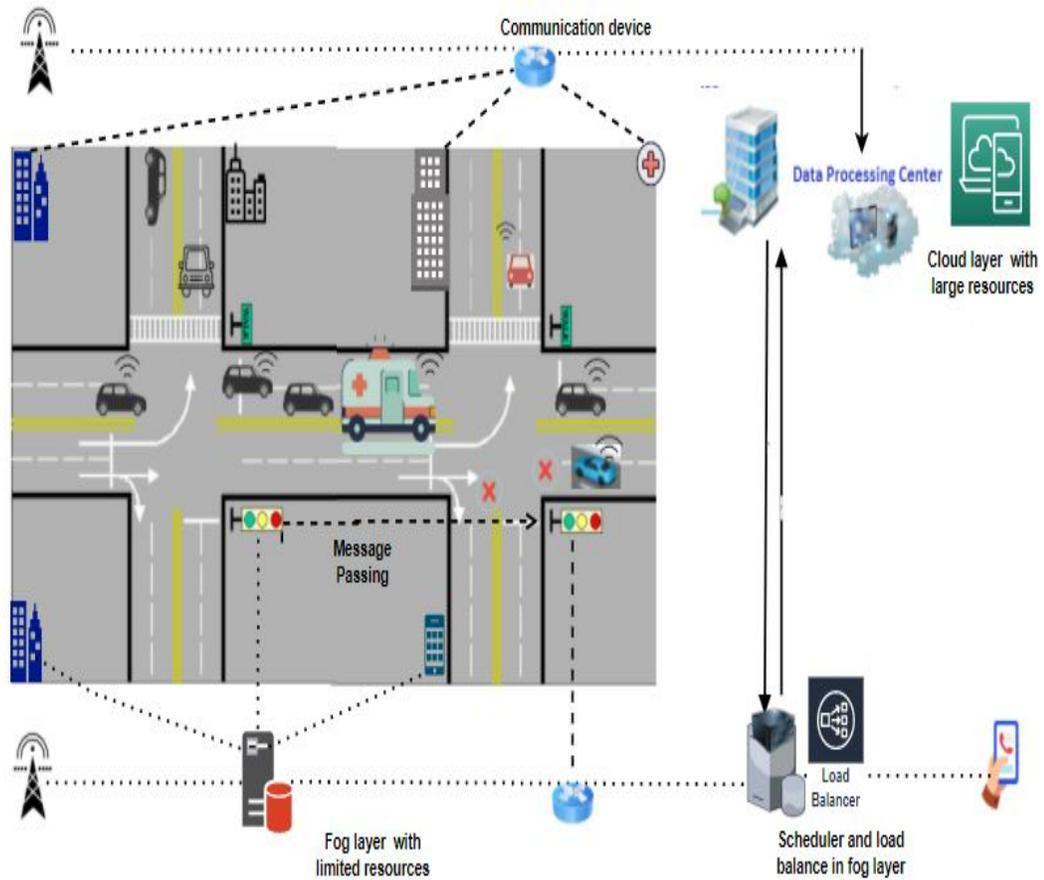 Communication device
Data Processing Center
Cloud layer with
large resources
Message
Passing
Load
Balancer
Fog layer with
limited resources
Scheduler and load
balance in fog layer